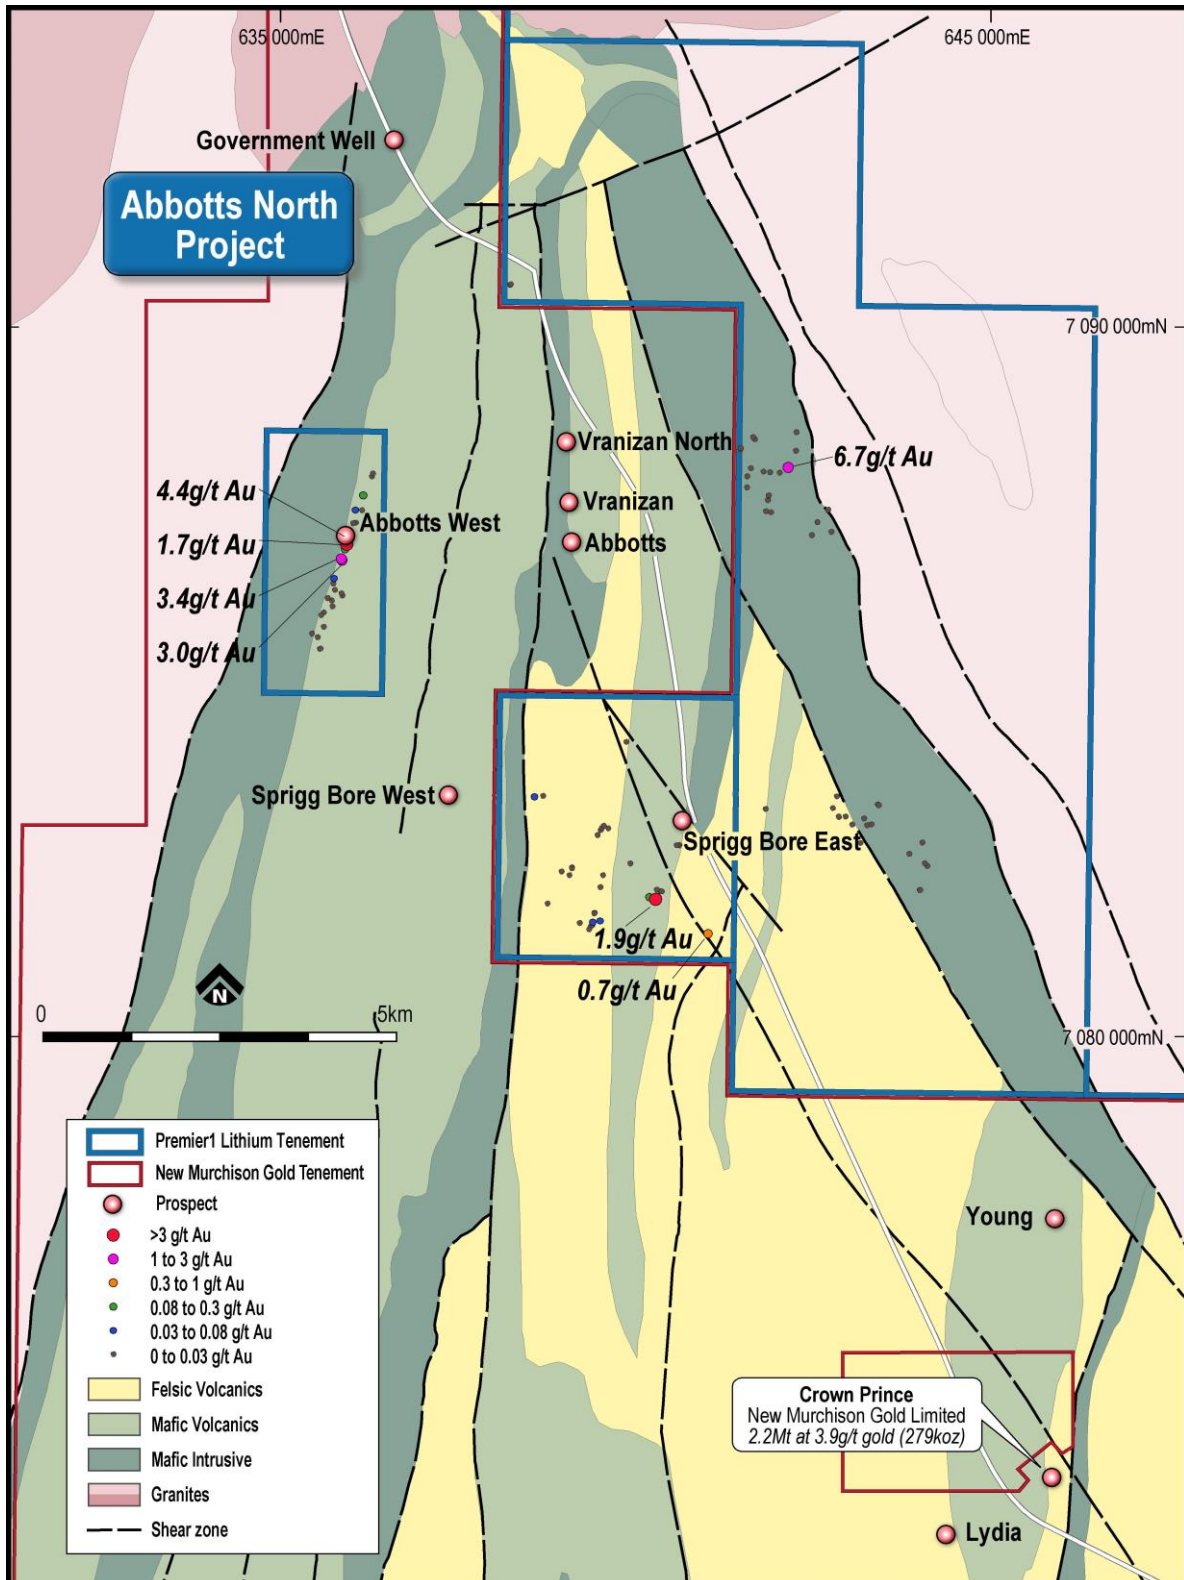 635 000mE
645 000mE
Government Well
Abbotts North
Project
7 090 000mN
Vranizan North
6.7g/t Au
4.4g/t Au
Vranizan
Abbotts West
1.7g/t Au
Abbotts
3.4g/t Au
3.0g/t Au
Sprigg Bore West
Sprigg Bore East
1.9g/t Au
0.7g/t Au
N
0
5km
7 080 000mN
Premier1 Lithium Tenement
New Murchison Gold Tenement
Prospect
>3 g/t Au
1 to 3 g/t Au
0.3 to 1 g/t Au
0.08 to 0.3 g/t Au
0.03 to 0.08 g/t Au
0 to 0.03 g/t Au
Felsic Volcanics
Mafic Volcanics
Mafic Intrusive
Granites
Shear zone
Young
Crown Prince
New Murchison Gold Limited
2.2Mt at 3.9g/t gold (279koz)
Lydia